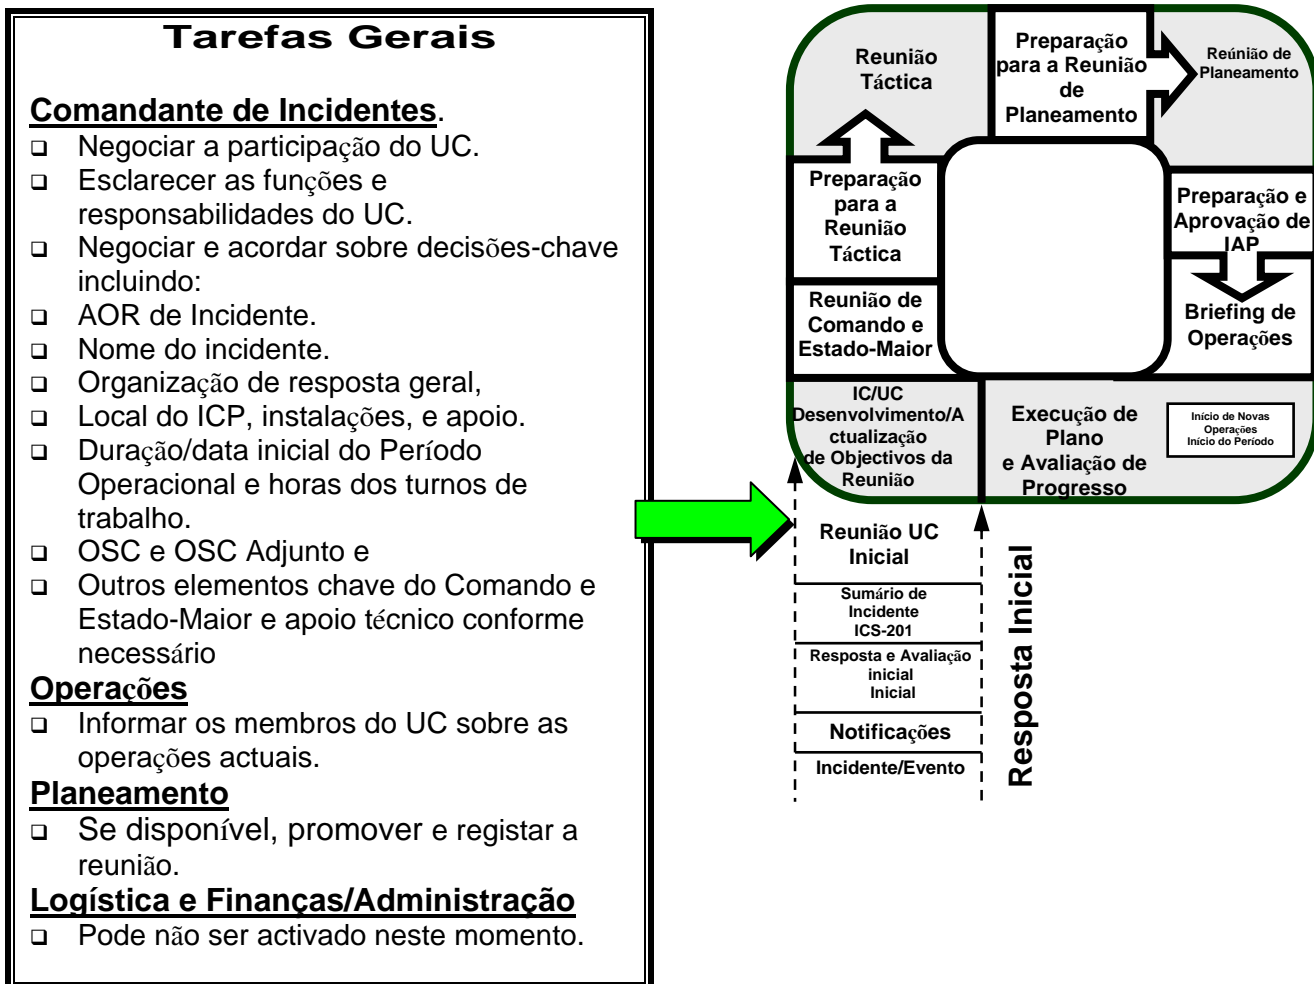 Tarefas Gerais
Comandante de Incidentes.
❑ Negociar a participação do UC.
❑ Esclarecer as funções e
responsabilidades do UC.
❑ Negociar e acordar sobre decisões-chave
incluindo:
❑ AOR de Incidente.
❑ Nome do incidente.
❑ Organização de resposta geral,
❑ Local do ICP, instalações, e apoio.
❑ Duração/data inicial do Período
Operacional e horas dos turnos de
trabalho.
❑ OSC e OSC Adjunto e
❑ Outros elementos chave do Comando e
Estado-Maior e apoio técnico conforme
necessário
Operações
❑ Informar os membros do UC sobre as
operações actuais.
Planeamento
❑ Se disponível, promover e registar a
reunião.
Logística e Finanças/Administração
❑ Pode não ser activado neste momento.
Reunião
Táctica
Preparação
para a Reunião
de
Planeamento
Reúnião de
Planeamento
Preparação
para a
Reunião
Táctica
Preparação e
Aprovação de
IAP
Reunião de
Comando e
Estado-Maior
Briefing de
Operações
IC/UC
Desenvolvimento/A
ctualização
de Objectivos da
Reunião
Execução de
Plano
e Avaliação de
Progresso
Início de Novas
Operações
Início do Período
Reunião UC
Inicial
Sumário de
Incidente
ICS-201
Resposta e Avaliação
inicial
Inicial
Notificações
Incidente/Evento
Resposta Inicial